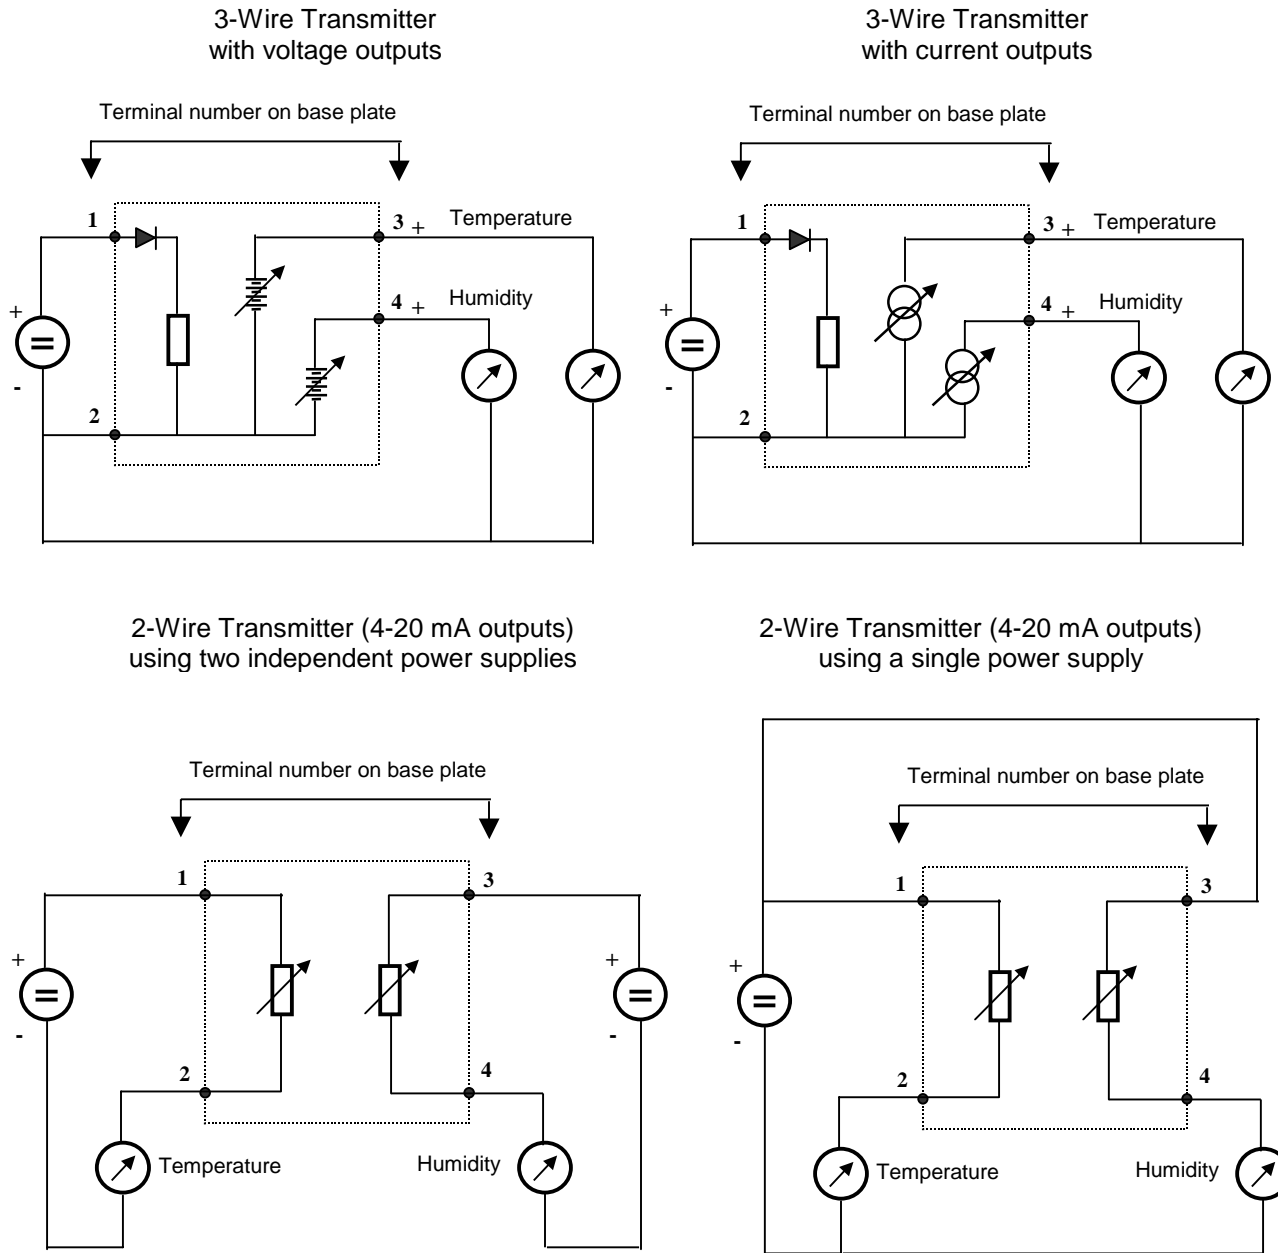 3-Wire Transmitter
with voltage outputs
Terminal number on base plate
1
3 +
Temperature
4 +
Humidity
+
-
2
3-Wire Transmitter
with current outputs
Terminal number on base plate
1
3 +
Temperature
4 +
Humidity
+
-
2
2-Wire Transmitter (4-20 mA outputs)
using two independent power supplies
Terminal number on base plate
1
3
+
+
-
-
2
4
Temperature
Humidity
2-Wire Transmitter (4-20 mA outputs)
using a single power supply
Terminal number on base plate
1
3
+
-
2
4
Temperature
Humidity